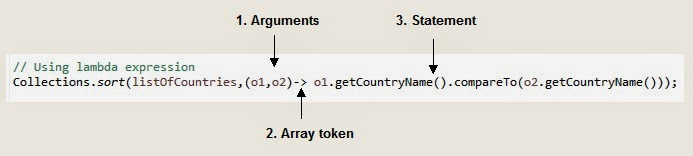 1. Arguments 3. Statement
// Using lambda expression
Collections.sort(listOfCountries,(o1,o2)-> o1.getCountryName().compareTo(o2.getCountryName()));
2. Array token